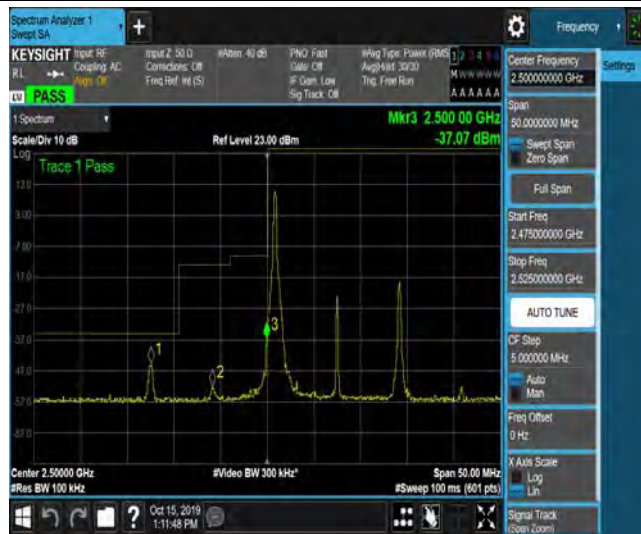 Spectrum Analyzer 1
Swept SA
+
Frequency
KEYSIGHT
RL
Input: RF
Coupling: AC
Align: Off
Input Z: 50 Ω
Corrections: Off
Freq Ref: Int (S)
#Atten: 40 dB
PNO: Fast
Gate: Off
IF Gain: Low
Sig Track: Off
#Avg Type: Power (RMS
Avg|Hold: 30/30
Trig: Free Run
1 2 3 4 5 6
M W W W W W
A A A A A A
LV PASS
1 Spectrum
Scale/Div 10 dB
Ref Level 23.00 dBm
Mkr3 2.500 00 GHz
-37.07 dBm
Log
Trace 1 Pass
13.0
3.00
-7.00
-17.0
-27.0
-37.0
-47.0
-57.0
-67.0
1
2
3
Center 2.50000 GHz
#Res BW 100 kHz
#Video BW 300 kHz*
Span 50.00 MHz
#Sweep 100 ms (601 pts)
Center Frequency
2.500000000 GHz
Settings
Span
50.0000000 MHz
Swept Span
Zero Span
Full Span
Start Freq
2.475000000 GHz
Stop Freq
2.525000000 GHz
AUTO TUNE
CF Step
5.000000 MHz
Auto
Man
Freq Offset
0 Hz
X Axis Scale
Log
Lin
Signal Track
(Span Zoom)
?
Oct 15, 2019
1:11:48 PM